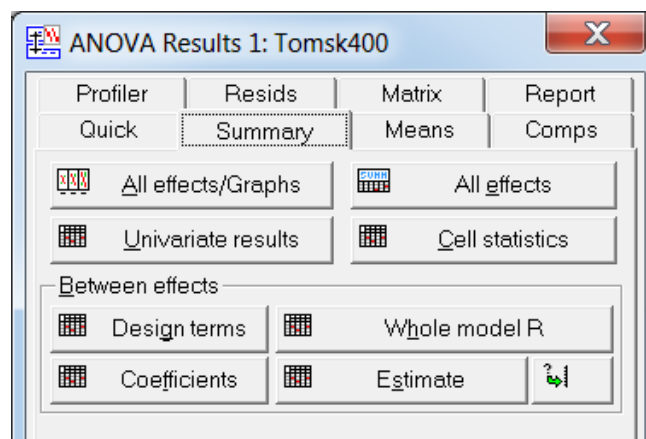 ANOVA Results 1: Tomsk400
Profiler Resids Matrix Report
Quick Summary Means Comps
All effects/Graphs All effects
Univariate results Cell statistics
Between effects
Design terms Whole model R
Coefficients Estimate